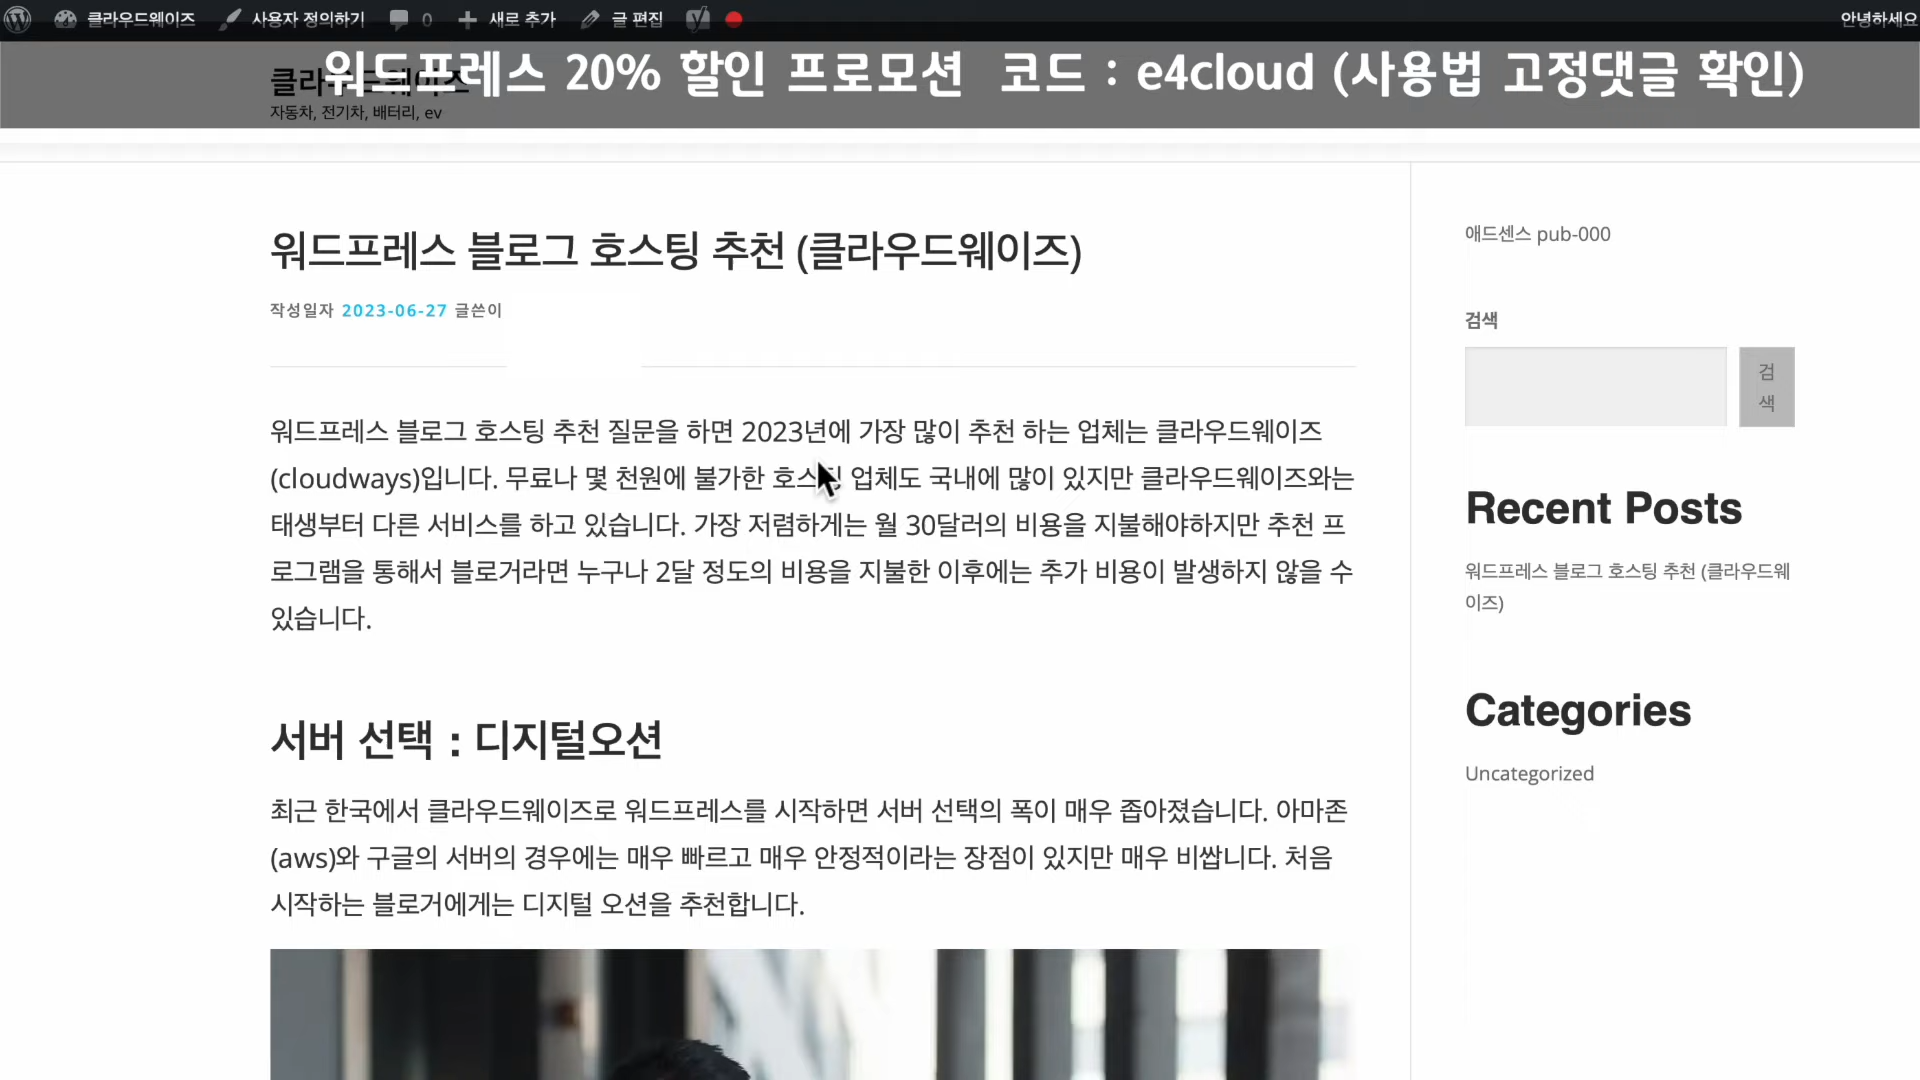 클라우드웨이즈 사용자 정의하기 0 새로 추가 글 편집 안녕하세요
워드프레스 20% 할인 프로모션 코드 : e4cloud (사용법 고정댓글 확인)
클라우드웨이즈
자동차, 전기차, 배터리, ev
워드프레스 블로그 호스팅 추천 (클라우드웨이즈)
작성일자 2023-06-27 글쓴이
워드프레스 블로그 호스팅 추천 질문을 하면 2023년에 가장 많이 추천 하는 업체는 클라우드웨이즈
(cloudways)입니다. 무료나 몇 천원에 불가한 호스팅 업체도 국내에 많이 있지만 클라우드웨이즈와는
태생부터 다른 서비스를 하고 있습니다. 가장 저렴하게는 월 30달러의 비용을 지불해야하지만 추천 프
로그램을 통해서 블로거라면 누구나 2달 정도의 비용을 지불한 이후에는 추가 비용이 발생하지 않을 수
있습니다.
서버 선택 : 디지털오션
최근 한국에서 클라우드웨이즈로 워드프레스를 시작하면 서버 선택의 폭이 매우 좁아졌습니다. 아마존
(aws)와 구글의 서버의 경우에는 매우 빠르고 매우 안정적이라는 장점이 있지만 매우 비쌉니다. 처음
시작하는 블로거에게는 디지털 오션을 추천합니다.
애드센스 pub-000
검색
검
색
Recent Posts
워드프레스 블로그 호스팅 추천 (클라우드웨
이즈)
Categories
Uncategorized